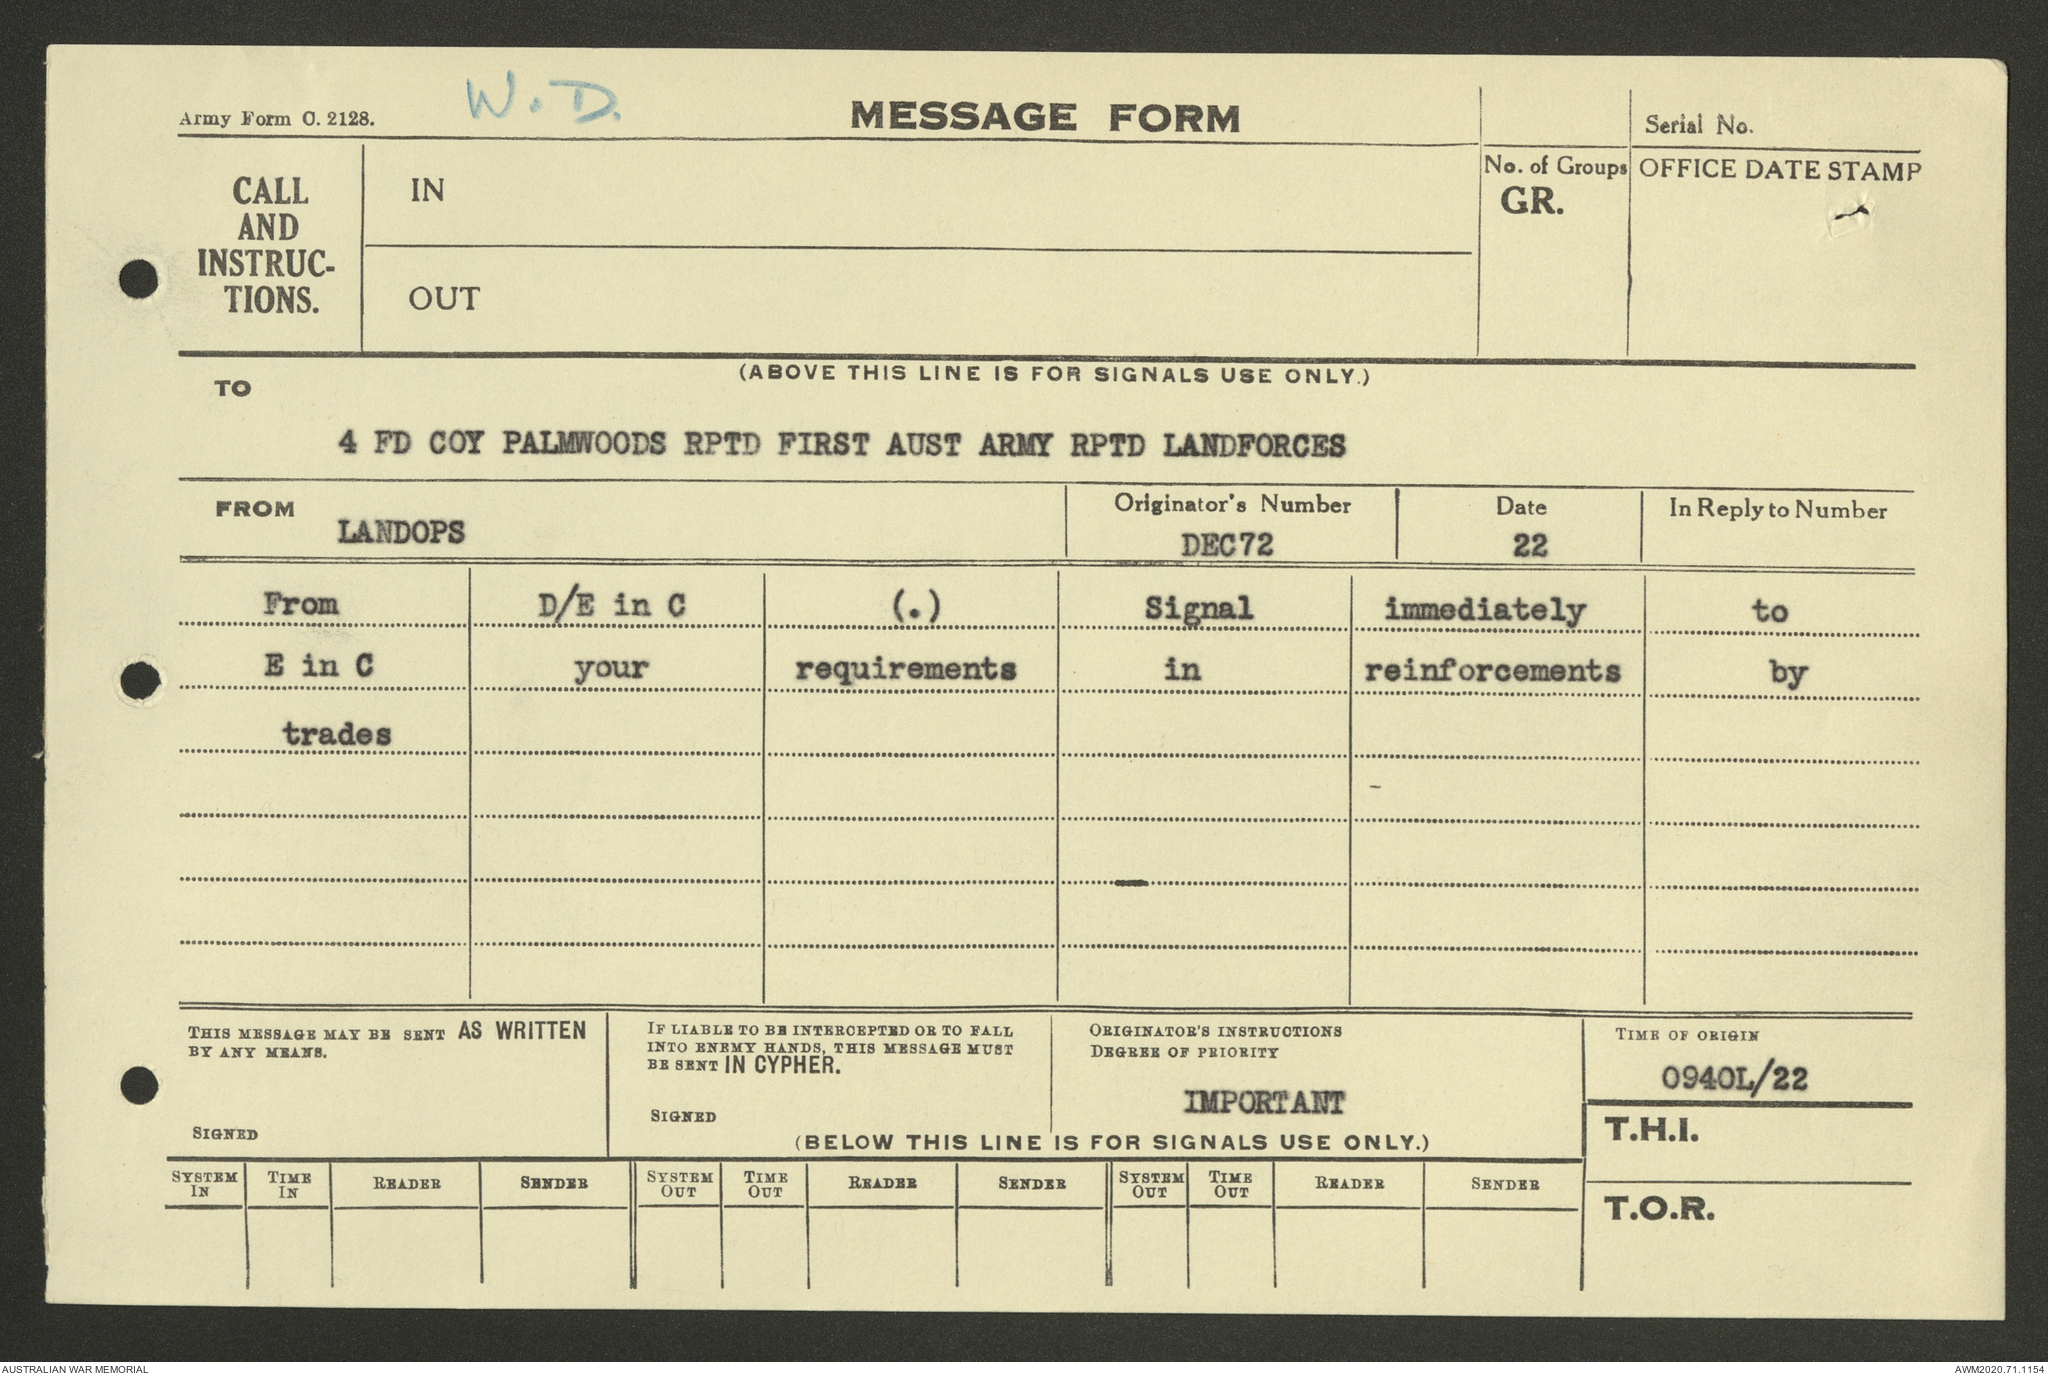 W. D.
Army Form C. 2128.
MESSAGE FORM
Serial No.
CALL
AND
INSTRUC-
TIONS.
IN
OUT
No. of Groups
GR.
OFFICE DATE STAMP
(ABOVE THIS LINE IS FOR SIGNALS USE ONLY.)
TO
4 FD COY PALMWOODS RPTD FIRST AUST ARMY RPTD LANDFORCES
FROM
LANDOPS
Originator's Number
DEC72
Date
22
In Reply to Number
From D/E in C (.) Signal immediately to
E in C your requirements in reinforcements by
trades
THIS MESSAGE MAY BE SENT AS WRITTEN
BY ANY MEANS.
SIGNED
IF LIABLE TO BE INTERCEPTED OR TO FALL
INTO ENEMY HANDS, THIS MESSAGE MUST
BE SENT IN CYPHER.
SIGNED
ORIGINATOR'S INSTRUCTIONS
DEGREE OF PRIORITY
IMPORTANT
TIME OF ORIGIN
0940L/22
T.H.I.
T.O.R.
(BELOW THIS LINE IS FOR SIGNALS USE ONLY.)
SYSTEM IN
TIME IN
READER
SENDER
SYSTEM OUT
TIME OUT
READER
SENDER
SYSTEM OUT
TIME OUT
READER
SENDER
AUSTRALIAN WAR MEMORIAL
AWM2020.71.1154